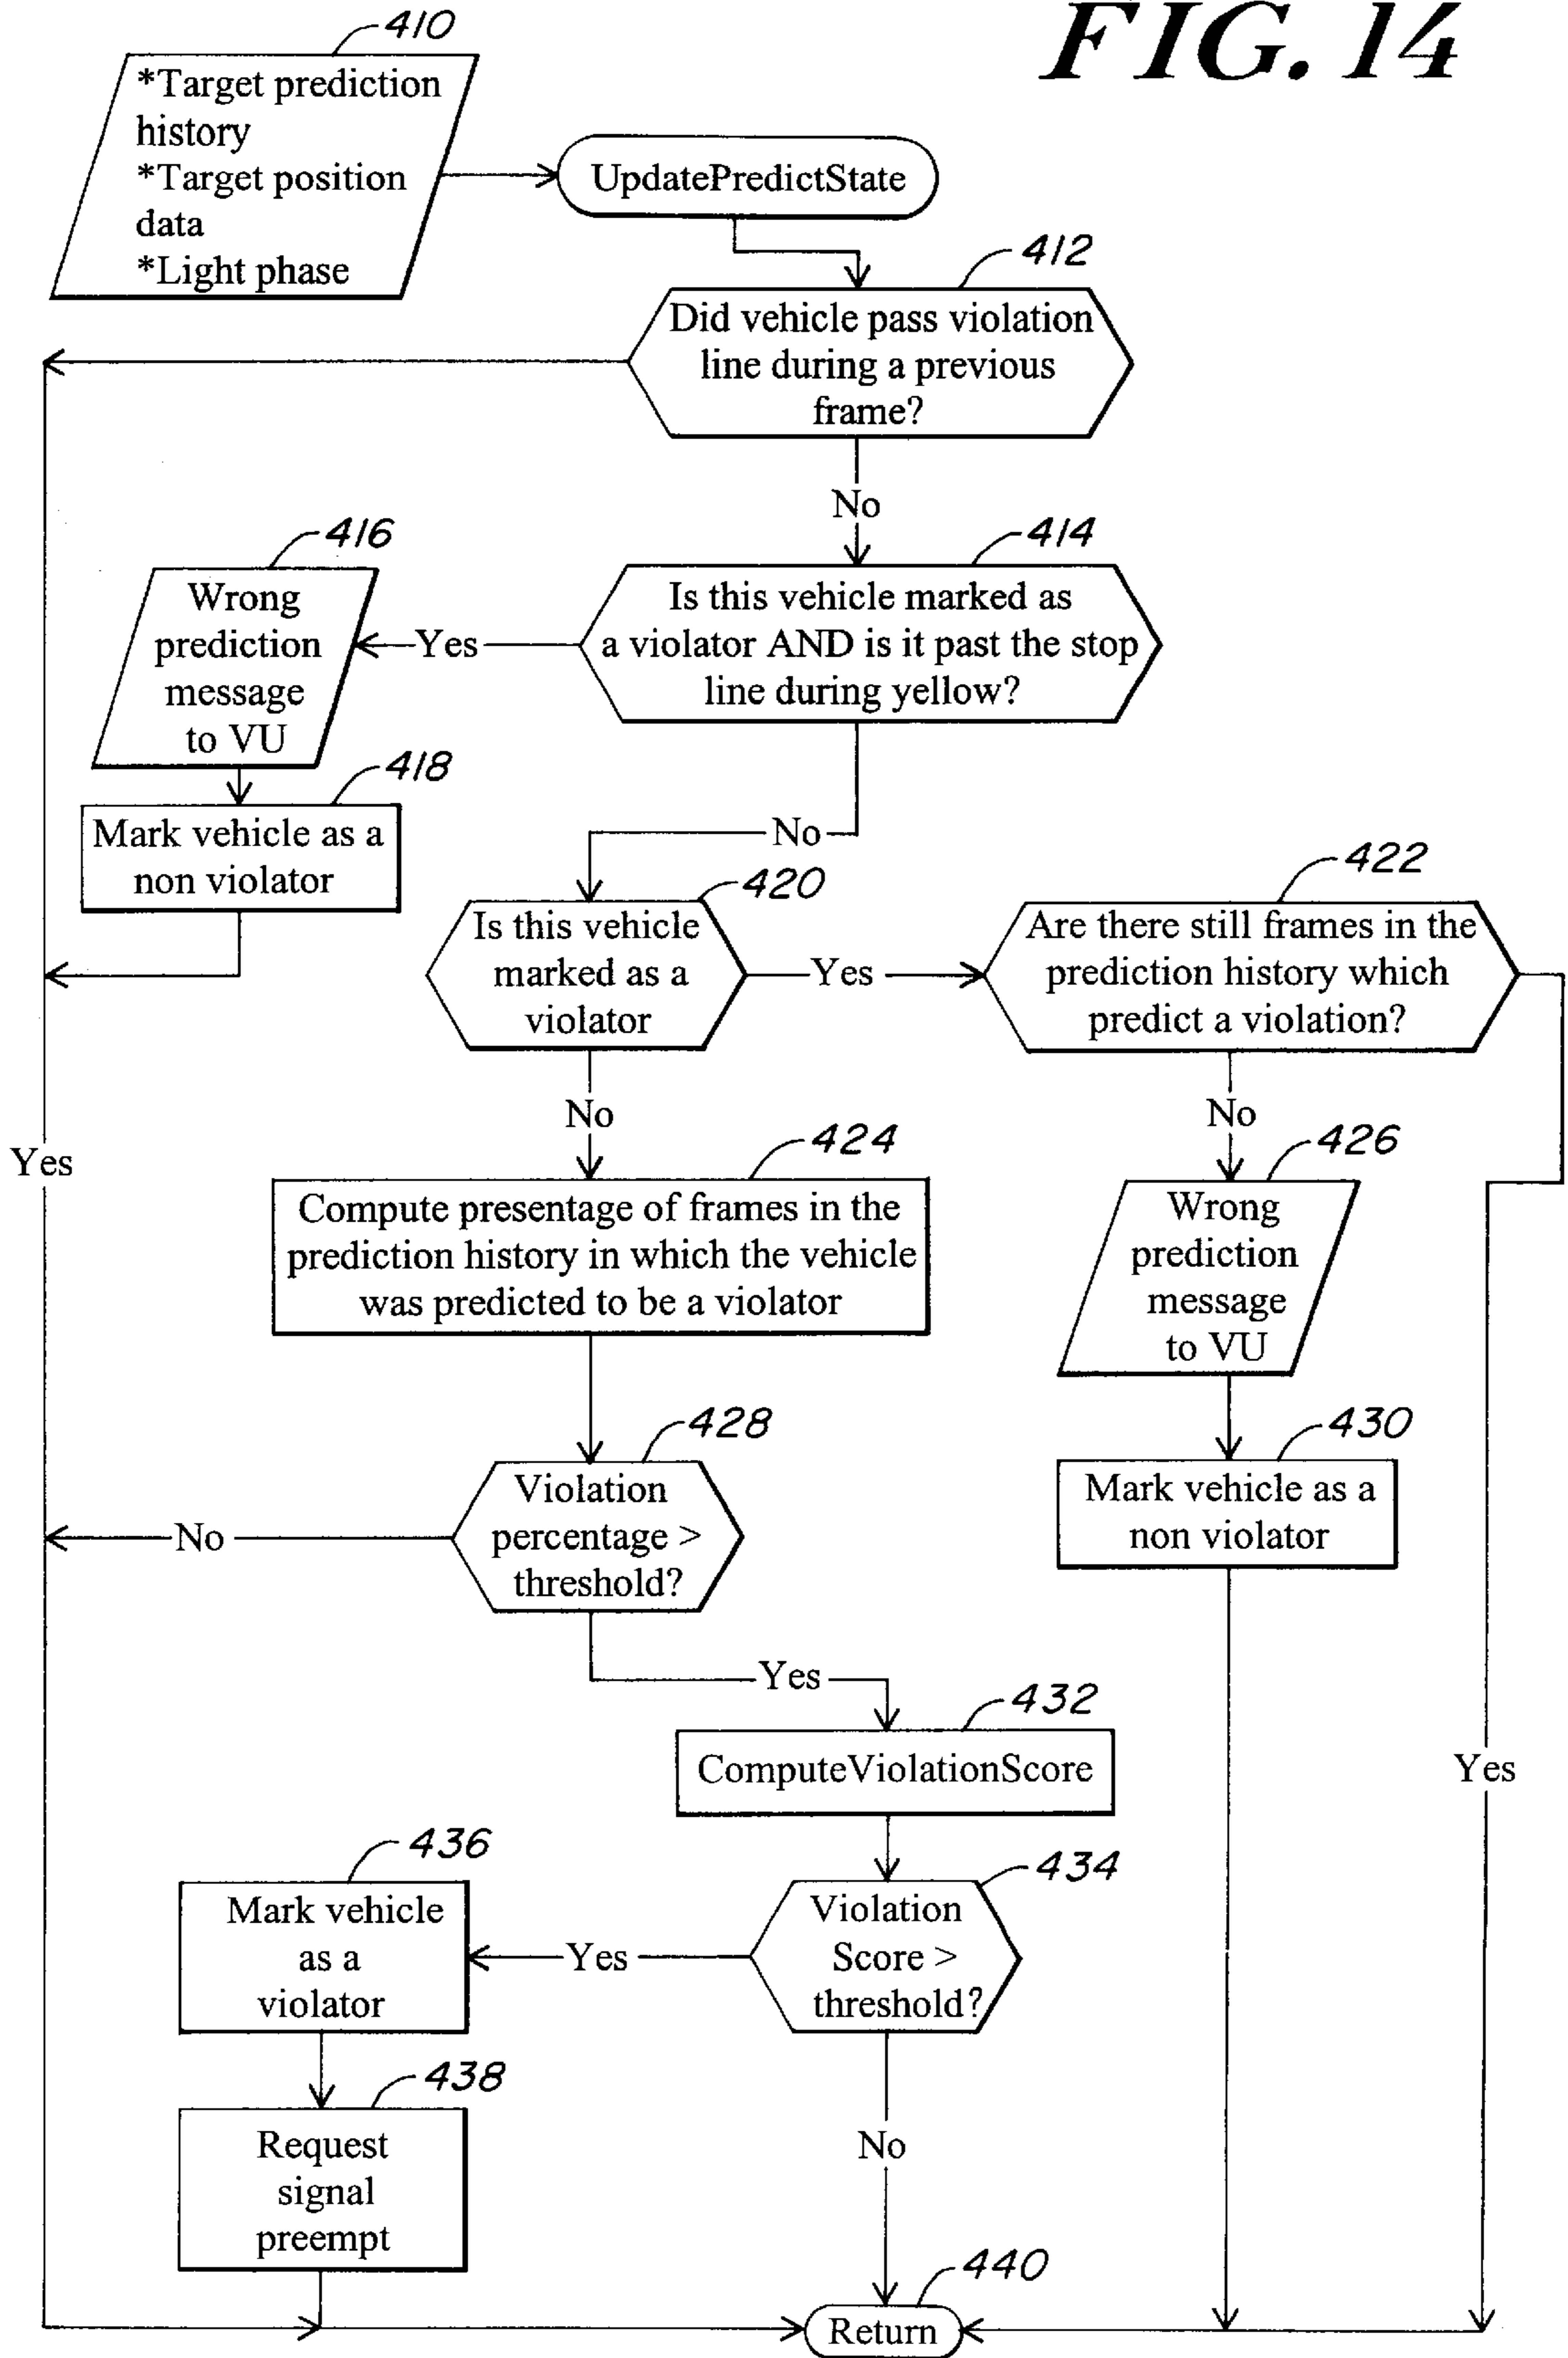 FIG. 14
410
*Target prediction
history
*Target position
data
*Light phase
UpdatePredictState
412
Did vehicle pass violation
line during a previous
frame?
No
416
Wrong
prediction
message
to VU
Yes
414
Is this vehicle marked as
a violator AND is it past the stop
line during yellow?
418
Mark vehicle as a
non violator
No
420
Is this vehicle
marked as a
violator
Yes
422
Are there still frames in the
prediction history which
predict a violation?
No
No
Yes
424
Compute presentage of frames in the
prediction history in which the vehicle
was predicted to be a violator
426
Wrong
prediction
message
to VU
428
Violation
percentage >
threshold?
No
430
Mark vehicle as a
non violator
Yes
432
ComputeViolationScore
Yes
436
Mark vehicle
as a
violator
Yes
434
Violation
Score >
threshold?
438
Request
signal
preempt
No
440
Return